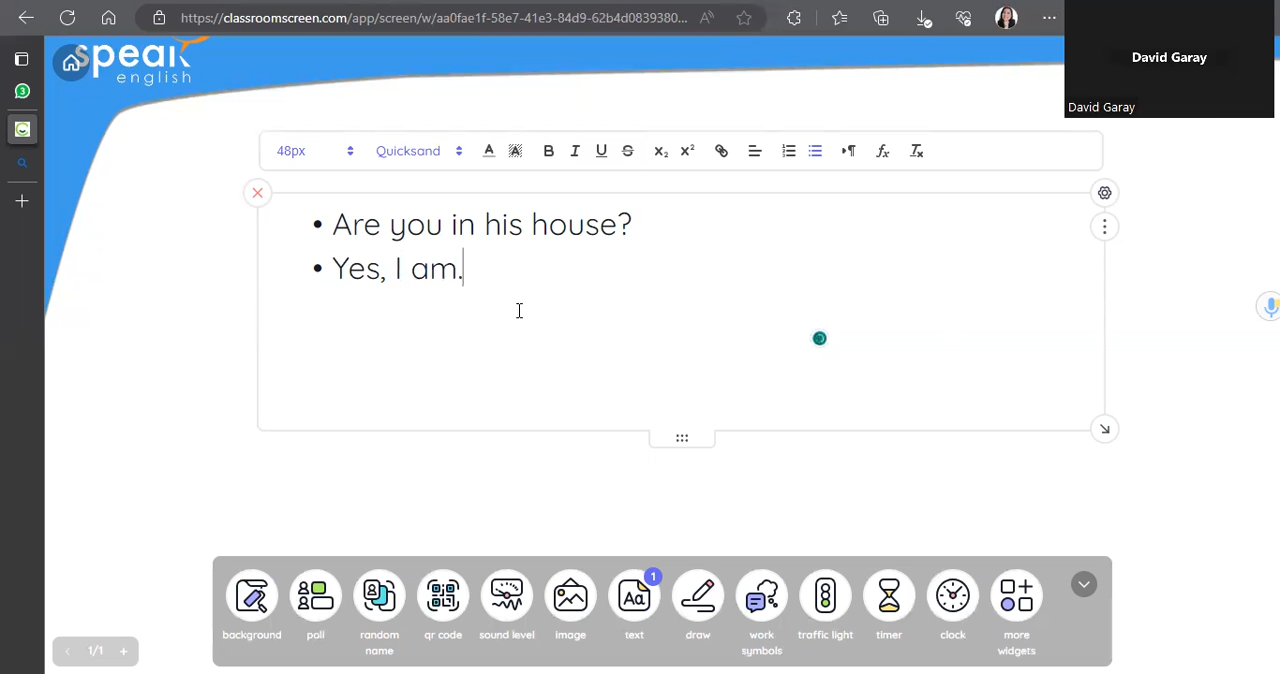 https://classroomscreen.com/app/screen/w/aa0fae1f-58e7-41e3-84d9-62b4d0839380...
David Garay
David Garay
speak
english
3
48px
Quicksand
• Are you in his house?
• Yes, I am.
1
background
poll
random
name
qr code
sound level
image
text
draw
work
symbols
traffic light
timer
clock
more
widgets
1/1